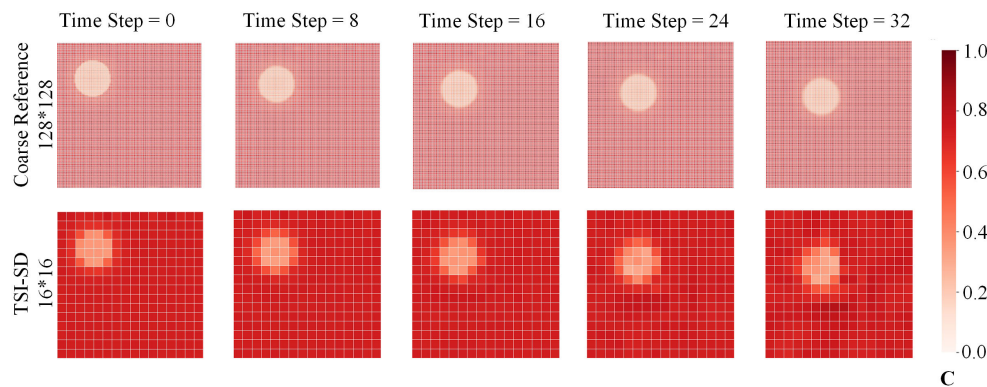 Time Step = 0 Time Step = 8 Time Step = 16 Time Step = 24 Time Step = 32
Coarse Reference
128*128
TSI-SD
16*16
1.0
0.8
0.6
0.4
0.2
0.0
C